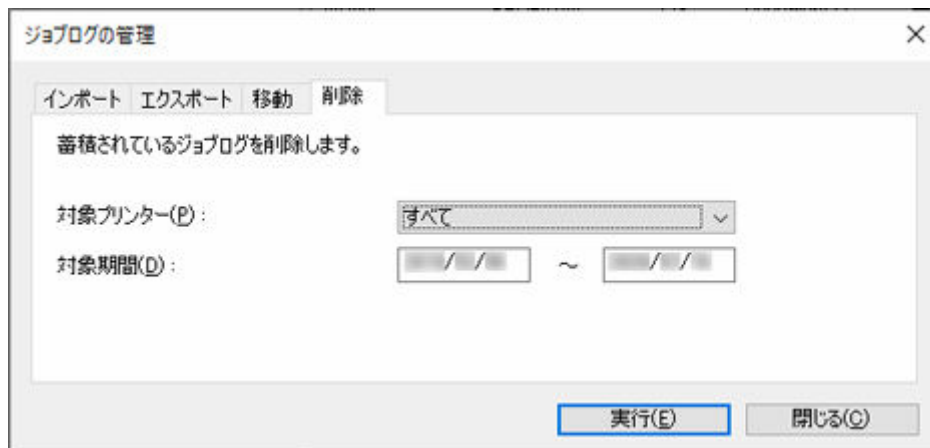 ジョブログの管理
インポート エクスポート 移動 削除
蓄積されているジョブログを削除します。
対象プリンター(P)： すべて
対象期間(D)： / / ～ / /
実行(E) 閉じる(C)